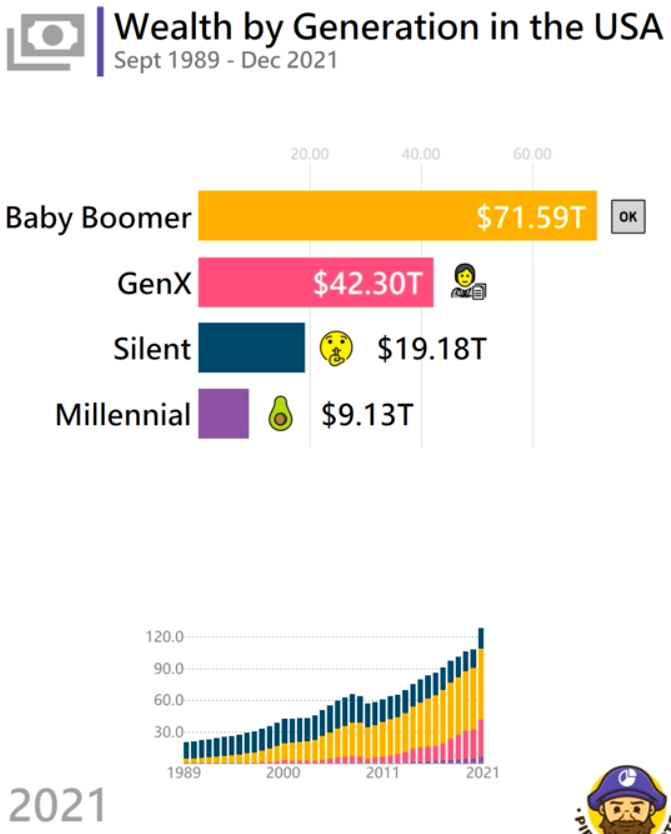 Wealth by Generation in the USA
Sept 1989 - Dec 2021
20.00 40.00 60.00
Baby Boomer $71.59T OK
GenX $42.30T
Silent $19.18T
Millennial $9.13T
120.0
90.0
60.0
30.0
1989 2000 2011 2021
2021